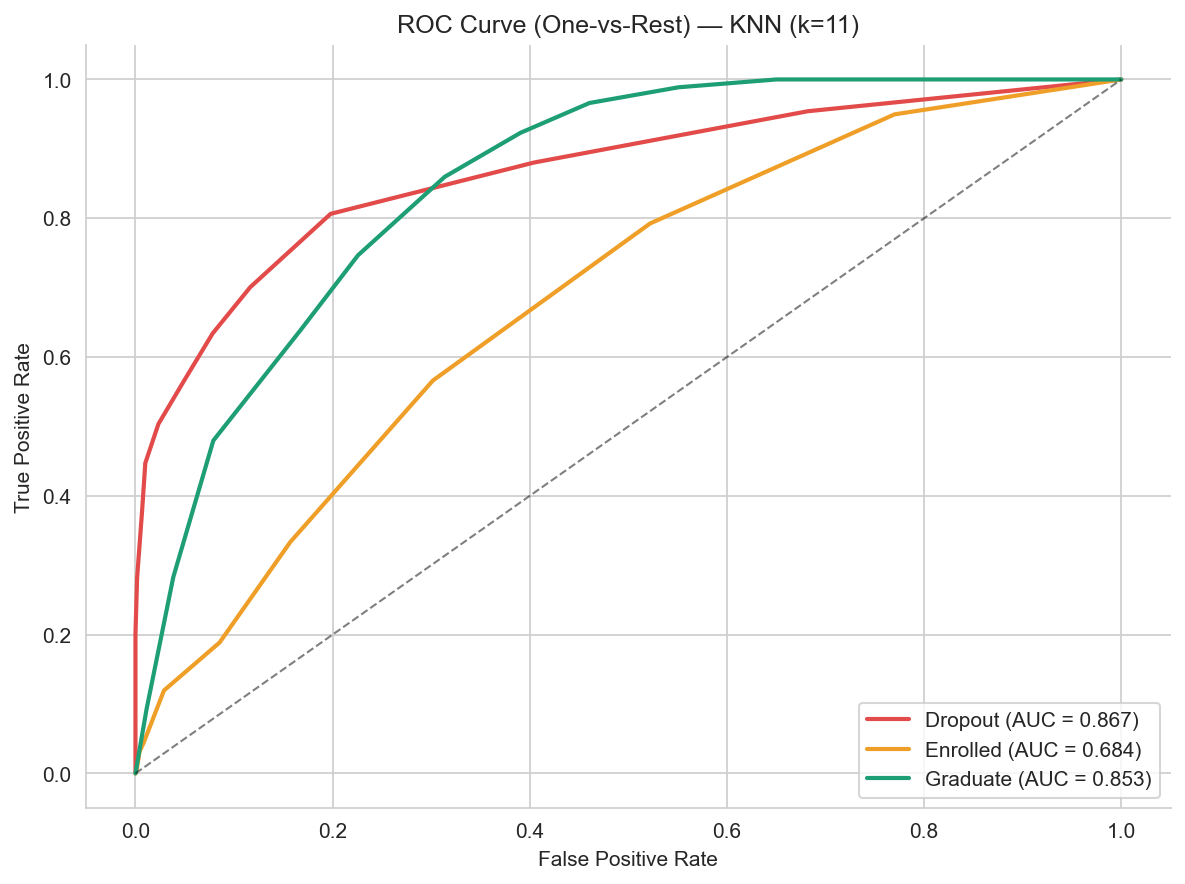 ROC Curve (One-vs-Rest) — KNN (k=11)
True Positive Rate
1.0
0.8
0.6
0.4
0.2
0.0
Dropout (AUC = 0.867)
Enrolled (AUC = 0.684)
Graduate (AUC = 0.853)
0.0 0.2 0.4 0.6 0.8 1.0
False Positive Rate